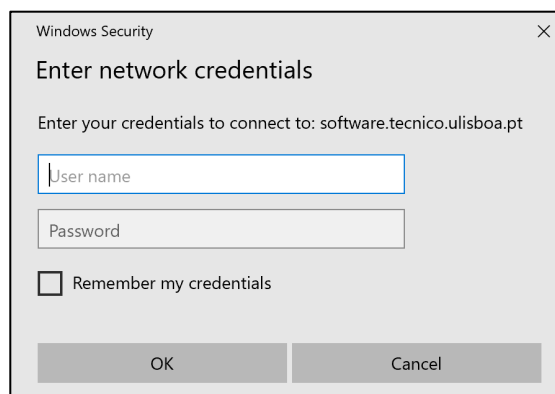 Windows Security
Enter network credentials
Enter your credentials to connect to: software.tecnico.ulisboa.pt
User name
Password
Remember my credentials
OK
Cancel